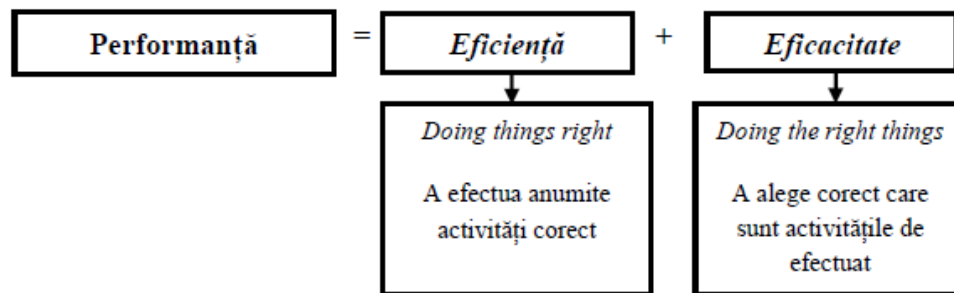 Performanță = Eficiență + Eficacitate
Doing things right
A efectua anumite
activități corect
Doing the right things
A alege corect care
sunt activitățile de
efectuat